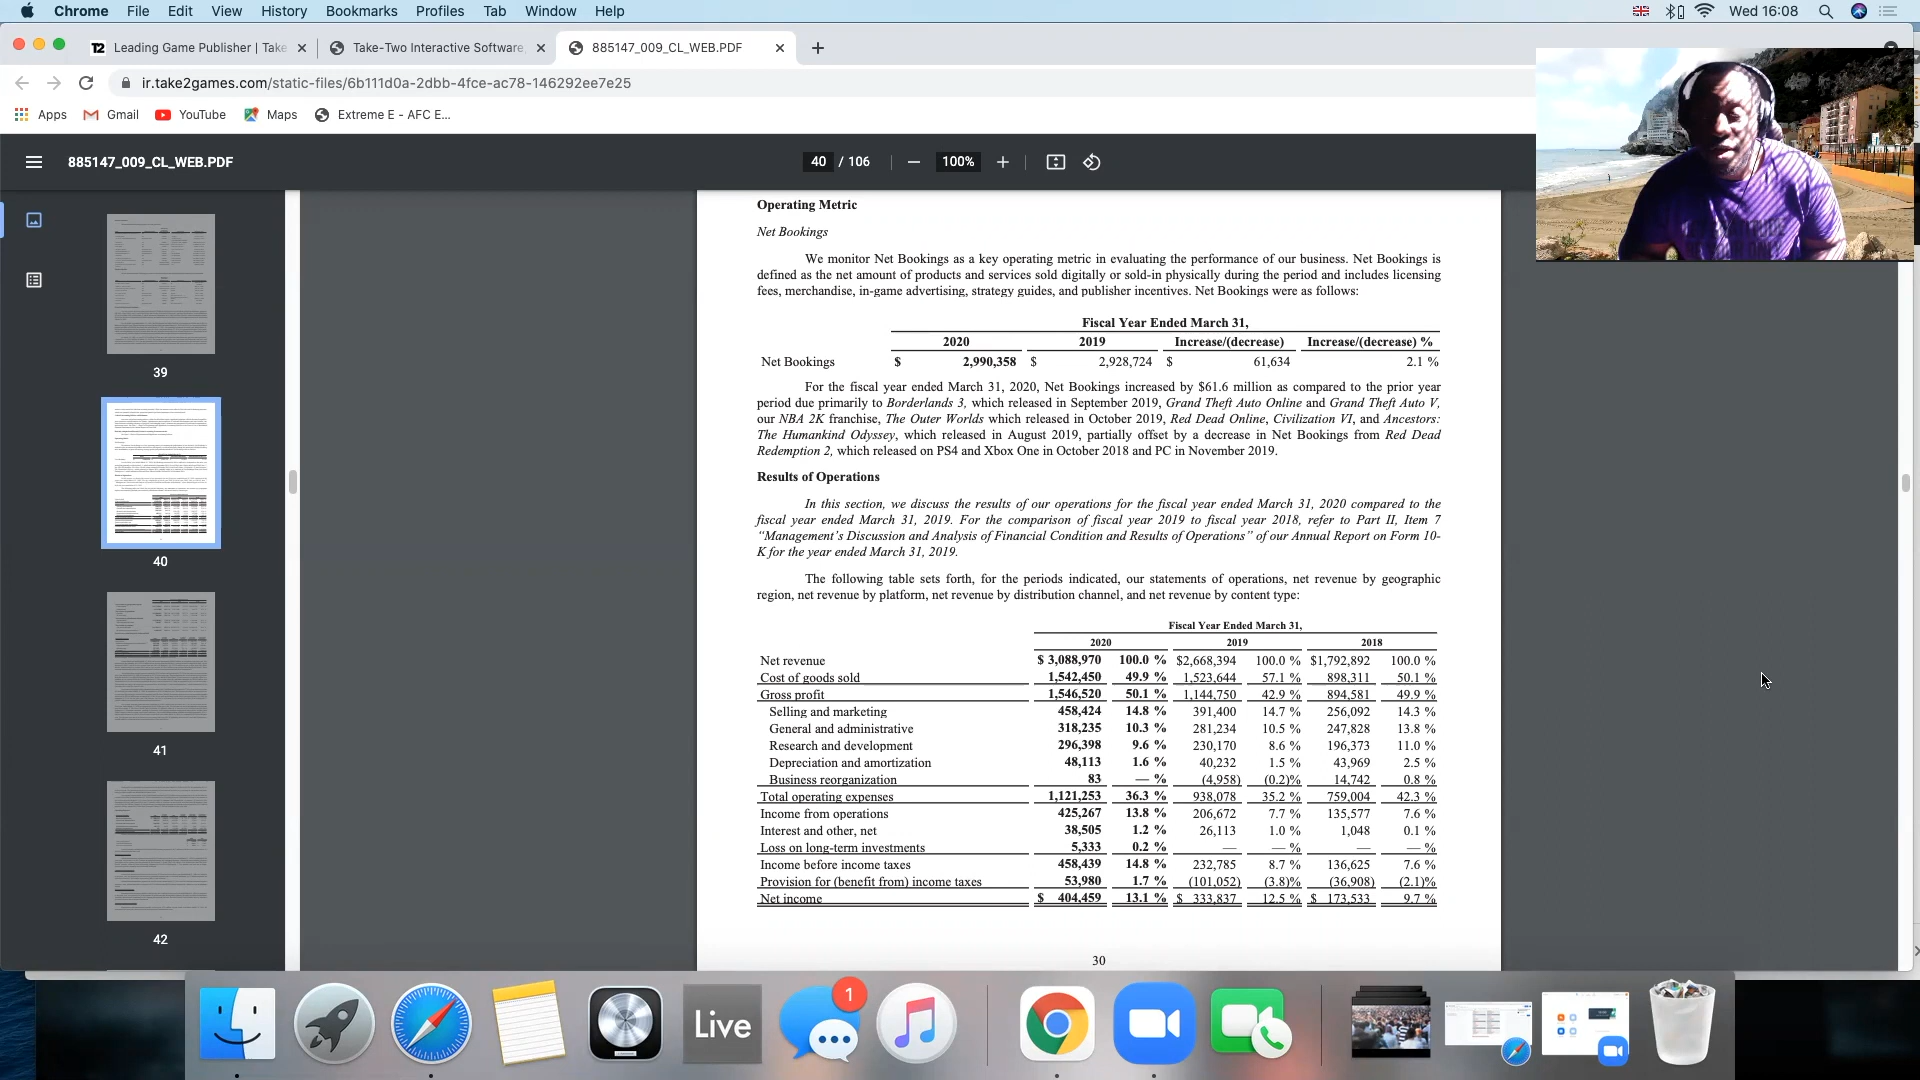 Chrome File Edit View History Bookmarks Profiles Tab Window Help Wed 16:08
T2 Leading Game Publisher | Take Take-Two Interactive Software, 885147_009_CL_WEB.PDF
ir.take2games.com/static-files/6b111d0a-2dbb-4fce-ac78-146292ee7e25
Apps Gmail YouTube Maps Extreme E - AFC E...
885147_009_CL_WEB.PDF 40 / 106 100%
39
40
41
42
Operating Metric
Net Bookings
We monitor Net Bookings as a key operating metric in evaluating the performance of our business. Net Bookings is
defined as the net amount of products and services sold digitally or sold-in physically during the period and includes licensing
fees, merchandise, in-game advertising, strategy guides, and publisher incentives. Net Bookings were as follows:
Fiscal Year Ended March 31,
2020 2019 Increase/(decrease) Increase/(decrease) %
Net Bookings $ 2,990,358 $ 2,928,724 $ 61,634 2.1 %
For the fiscal year ended March 31, 2020, Net Bookings increased by $61.6 million as compared to the prior year
period due primarily to Borderlands 3, which released in September 2019, Grand Theft Auto Online and Grand Theft Auto V,
our NBA 2K franchise, The Outer Worlds which released in October 2019, Red Dead Online, Civilization VI, and Ancestors:
The Humankind Odyssey, which released in August 2019, partially offset by a decrease in Net Bookings from Red Dead
Redemption 2, which released on PS4 and Xbox One in October 2018 and PC in November 2019.
Results of Operations
In this section, we discuss the results of our operations for the fiscal year ended March 31, 2020 compared to the
fiscal year ended March 31, 2019. For the comparison of fiscal year 2019 to fiscal year 2018, refer to Part II, Item 7
“Management’s Discussion and Analysis of Financial Condition and Results of Operations” of our Annual Report on Form 10-
K for the year ended March 31, 2019.
The following table sets forth, for the periods indicated, our statements of operations, net revenue by geographic
region, net revenue by platform, net revenue by distribution channel, and net revenue by content type:
Fiscal Year Ended March 31,
2020 2019 2018
Net revenue $ 3,088,970 100.0 % $2,668,394 100.0 % $1,792,892 100.0 %
Cost of goods sold 1,542,450 49.9 % 1,523,644 57.1 % 898,311 50.1 %
Gross profit 1,546,520 50.1 % 1,144,750 42.9 % 894,581 49.9 %
Selling and marketing 458,424 14.8 % 391,400 14.7 % 256,092 14.3 %
General and administrative 318,235 10.3 % 281,234 10.5 % 247,828 13.8 %
Research and development 296,398 9.6 % 230,170 8.6 % 196,373 11.0 %
Depreciation and amortization 48,113 1.6 % 40,232 1.5 % 43,969 2.5 %
Business reorganization 83 — % (4,958) (0.2)% 14,742 0.8 %
Total operating expenses 1,121,253 36.3 % 938,078 35.2 % 759,004 42.3 %
Income from operations 425,267 13.8 % 206,672 7.7 % 135,577 7.6 %
Interest and other, net 38,505 1.2 % 26,113 1.0 % 1,048 0.1 %
Loss on long-term investments 5,333 0.2 % — — % — — %
Income before income taxes 458,439 14.8 % 232,785 8.7 % 136,625 7.6 %
Provision for (benefit from) income taxes 53,980 1.7 % (101,052) (3.8)% (36,908) (2.1)%
Net income $ 404,459 13.1 % $ 333,837 12.5 % $ 173,533 9.7 %
30
Live
1